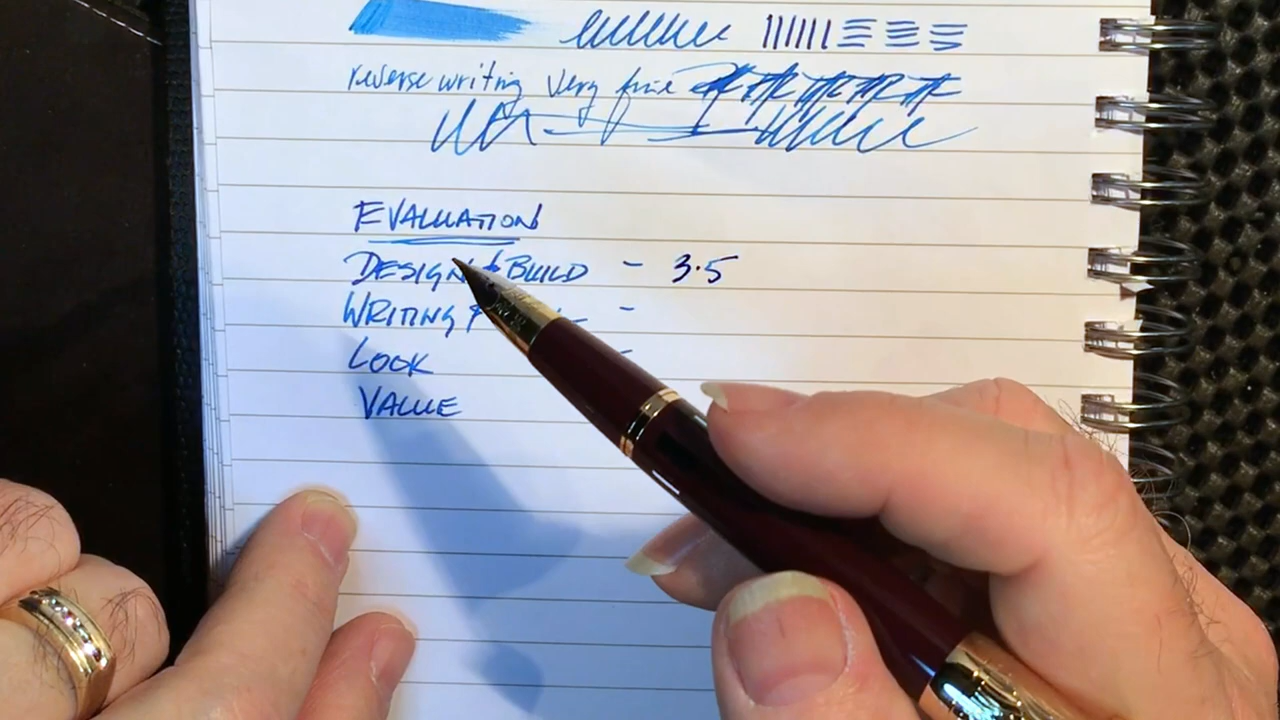 reverse writing very fine
EVALUATION
DESIGN & BUILD - 3.5
WRITING & -
LOOK -
VALUE